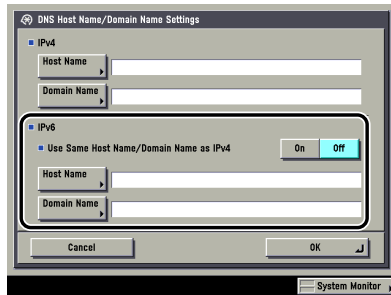 DNS Host Name/Domain Name Settings
IPv4
Host Name
Domain Name
IPv6
Use Same Host Name/Domain Name as IPv4
On Off
Host Name
Domain Name
Cancel OK
System Monitor